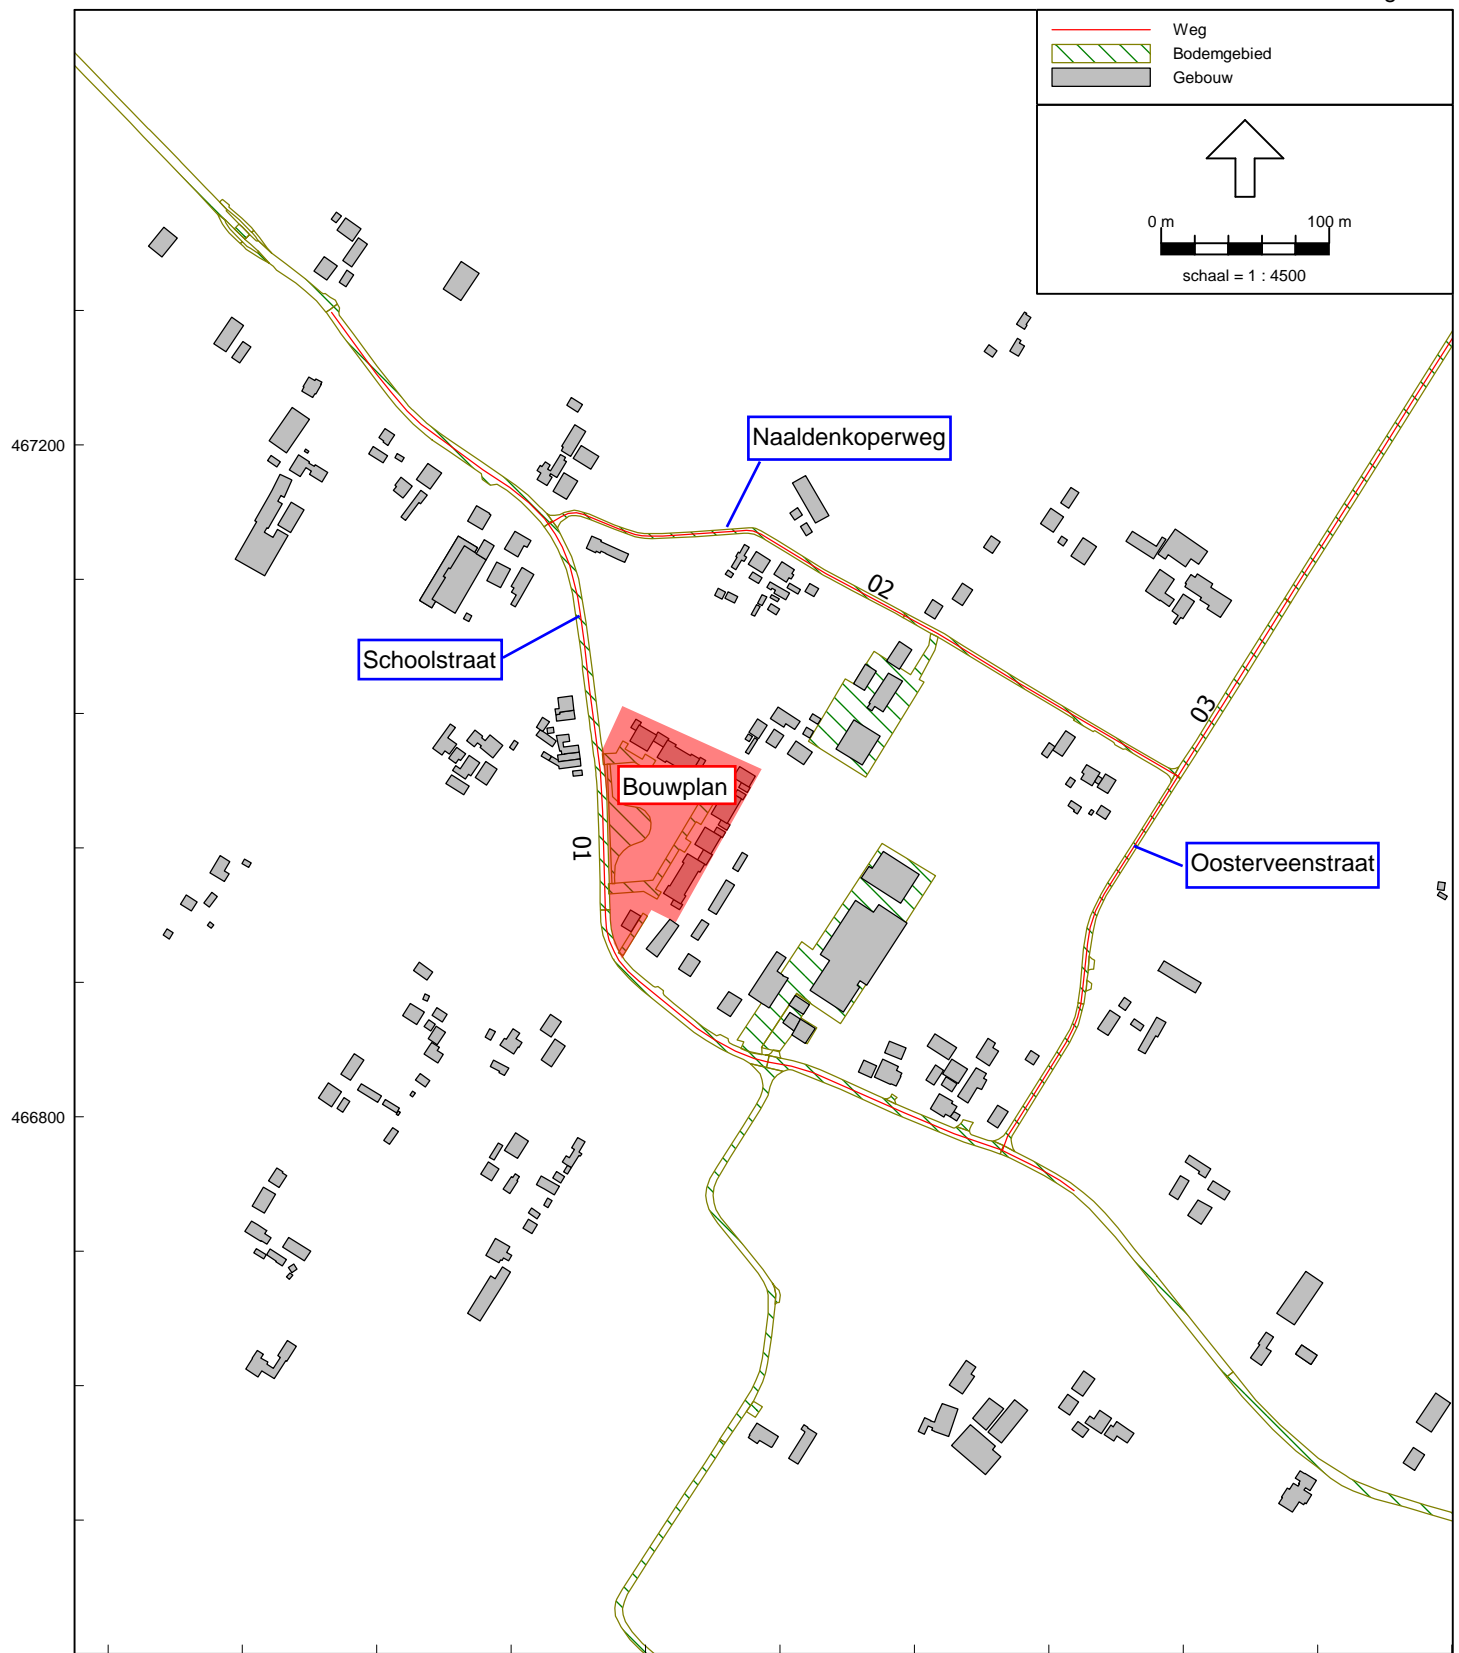 g
Weg
Bodemgebied
Gebouw
0 m 100 m
schaal = 1 : 4500
467200
Naaldenkoperweg
02
Schoolstraat
03
Bouwplan
01
Oosterveenstraat
466800